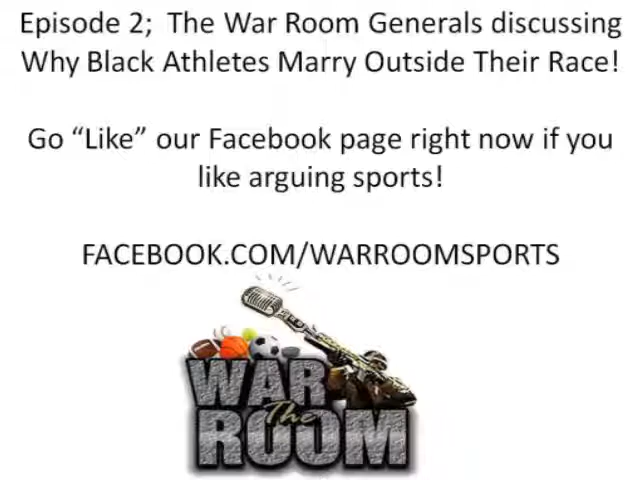 Episode 2;  The War Room Generals discussing
Why Black Athletes Marry Outside Their Race!
Go “Like” our Facebook page right now if you
like arguing sports!
FACEBOOK.COM/WARROOMSPORTS
WAR
The
ROOM